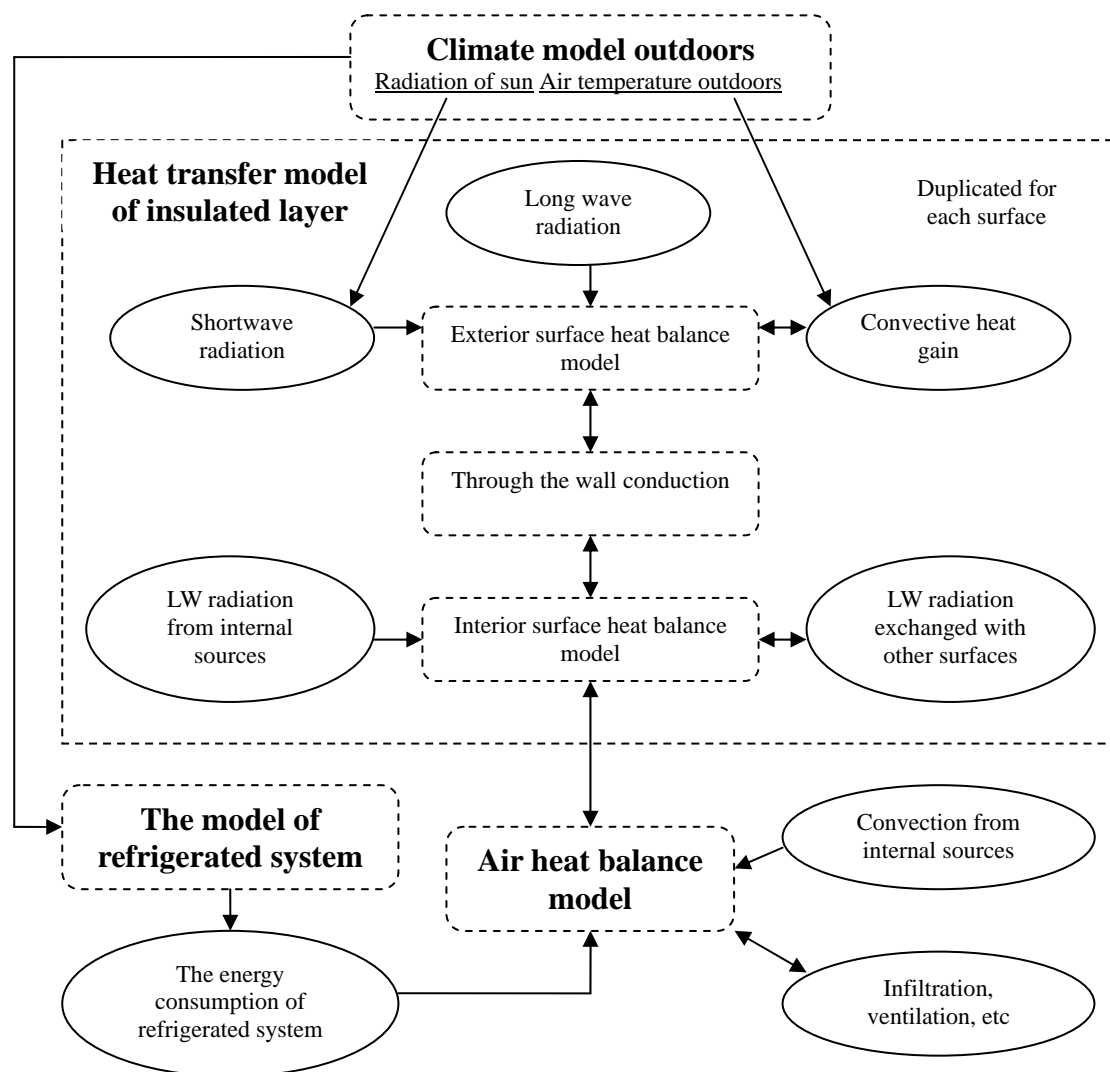 Climate model outdoors
Radiation of sun Air temperature outdoors
Heat transfer model
of insulated layer
Long wave
radiation
Duplicated for
each surface
Shortwave
radiation
Exterior surface heat balance
model
Convective heat
gain
Through the wall conduction
LW radiation
from internal
sources
Interior surface heat balance
model
LW radiation
exchanged with
other surfaces
The model of
refrigerated system
Air heat balance
model
Convection from
internal sources
The energy
consumption of
refrigerated system
Infiltration,
ventilation, etc